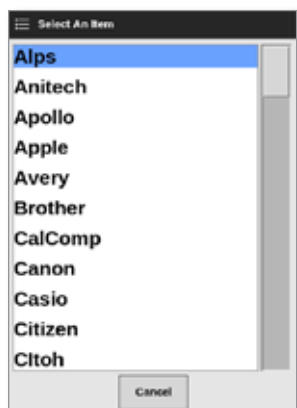 Select An Item
Alps
Anitech
Apollo
Apple
Avery
Brother
CalComp
Canon
Casio
Citizen
CItoh
Cancel